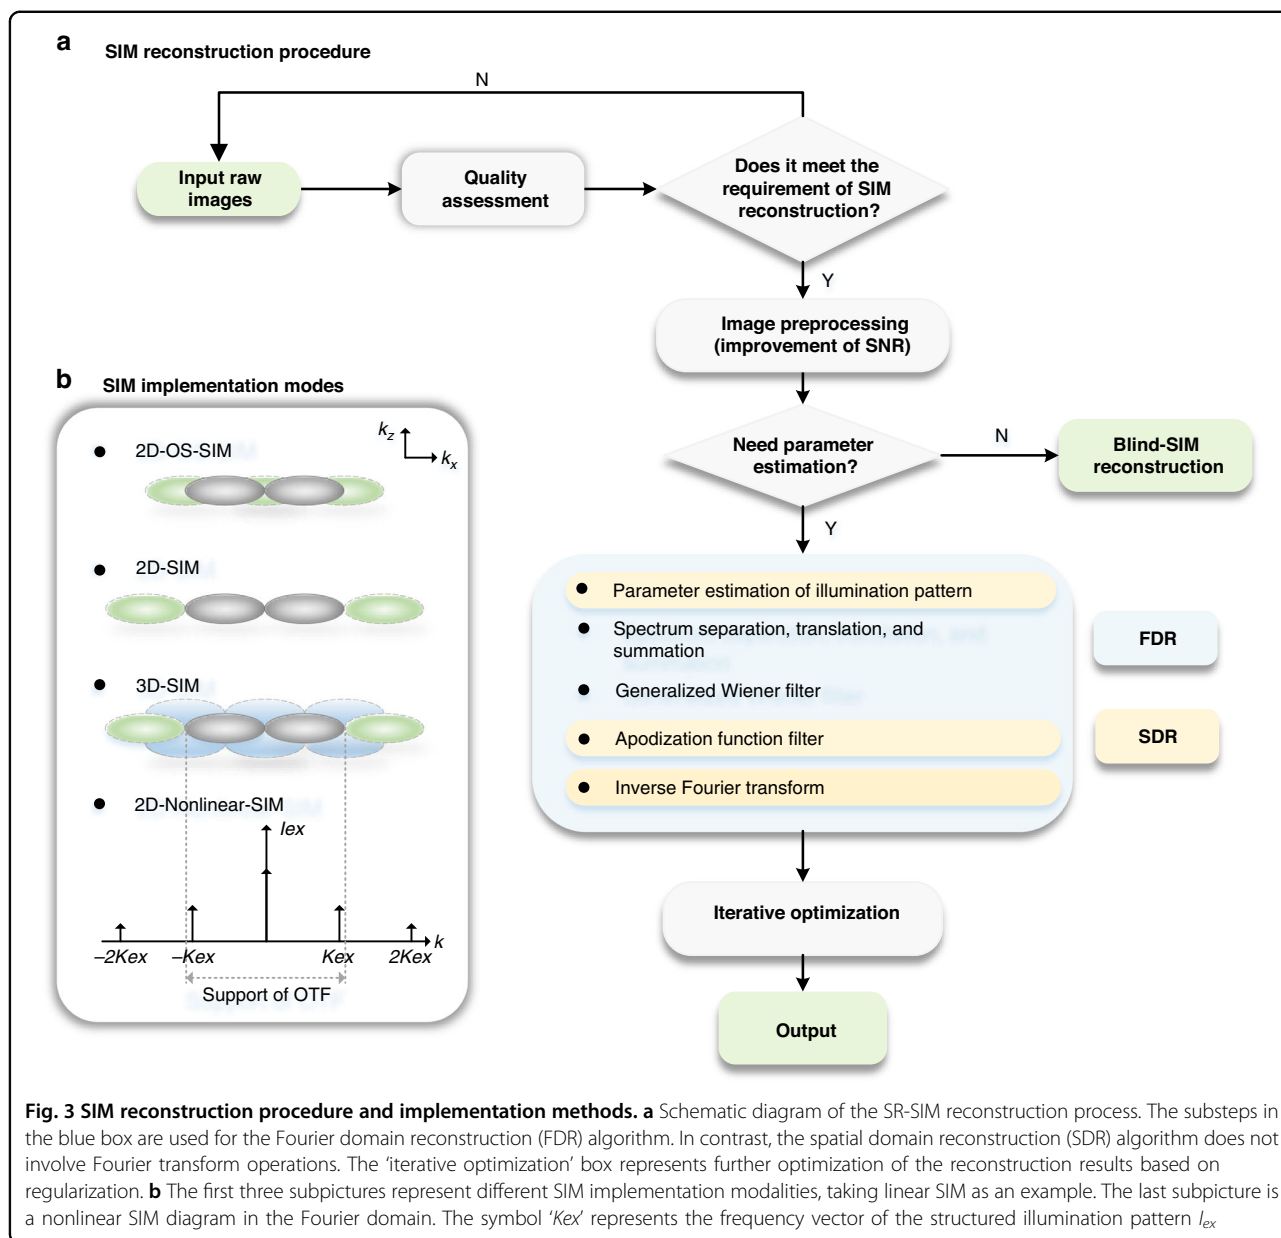 a
SIM reconstruction procedure
N
Input raw
images
Quality
assessment
Does it meet the
requirement of SIM
reconstruction?
Y
Image preprocessing
(improvement of SNR)
Need parameter
estimation?
N
Blind-SIM
reconstruction
Y
Parameter estimation of illumination pattern
Spectrum separation, translation, and
summation
Generalized Wiener filter
Apodization function filter
Inverse Fourier transform
FDR
SDR
Iterative optimization
Output
b
SIM implementation modes
2D-OS-SIM
kz
kx
2D-SIM
3D-SIM
2D-Nonlinear-SIM
Iex
–2Kex
–Kex
Kex
2Kex
k
Support of OTF
Fig. 3 SIM reconstruction procedure and implementation methods. a Schematic diagram of the SR-SIM reconstruction process. The substeps in
the blue box are used for the Fourier domain reconstruction (FDR) algorithm. In contrast, the spatial domain reconstruction (SDR) algorithm does not
involve Fourier transform operations. The ‘iterative optimization’ box represents further optimization of the reconstruction results based on
regularization. b The first three subpictures represent different SIM implementation modalities, taking linear SIM as an example. The last subpicture is
a nonlinear SIM diagram in the Fourier domain. The symbol ‘Kex’ represents the frequency vector of the structured illumination pattern Iex